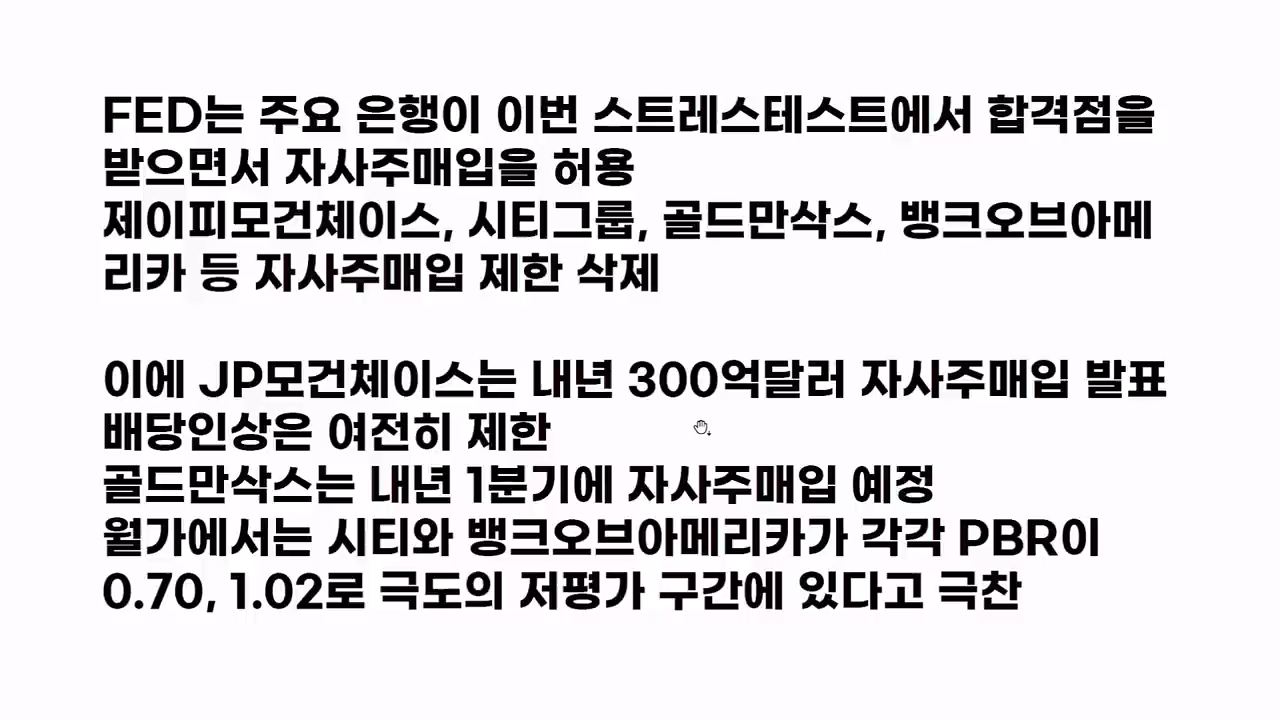 FED는 주요 은행이 이번 스트레스테스트에서 합격점을
받으면서 자사주매입을 허용
제이피모건체이스, 시티그룹, 골드만삭스, 뱅크오브아메
리카 등 자사주매입 제한 삭제
이에 JP모건체이스는 내년 300억달러 자사주매입 발표
배당인상은 여전히 제한
골드만삭스는 내년 1분기에 자사주매입 예정
월가에서는 시티와 뱅크오브아메리카가 각각 PBR이
0.70, 1.02로 극도의 저평가 구간에 있다고 극찬